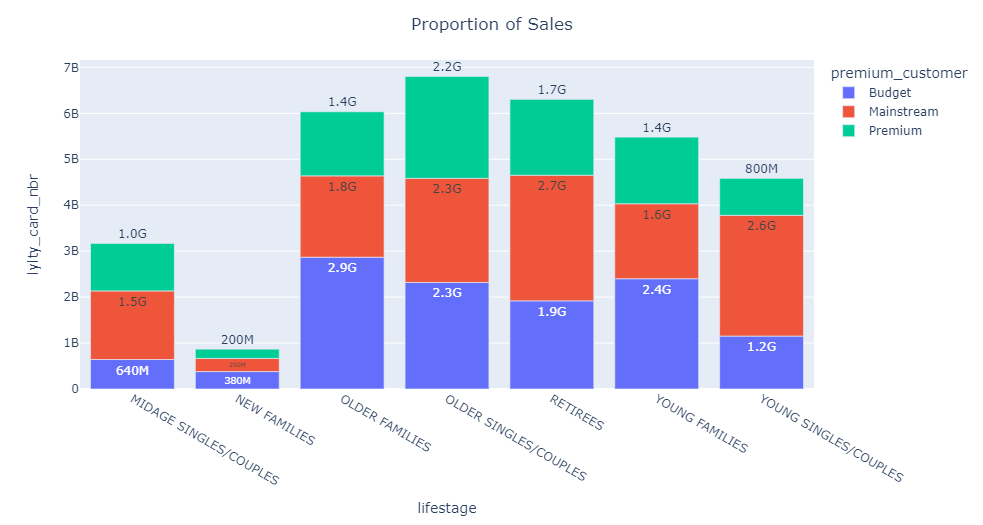 Proportion of Sales
premium_customer
Budget
Mainstream
Premium
lylty_card_nbr
7B
6B
5B
4B
3B
2B
1B
0
1.0G
1.5G
640M
200M
380M
1.4G
1.8G
2.9G
2.2G
2.3G
2.3G
1.7G
2.7G
1.9G
1.4G
1.6G
2.4G
800M
2.6G
1.2G
MIDAGE SINGLES/COUPLES
NEW FAMILIES
OLDER FAMILIES
OLDER SINGLES/COUPLES
RETIREES
YOUNG FAMILIES
YOUNG SINGLES/COUPLES
lifestage